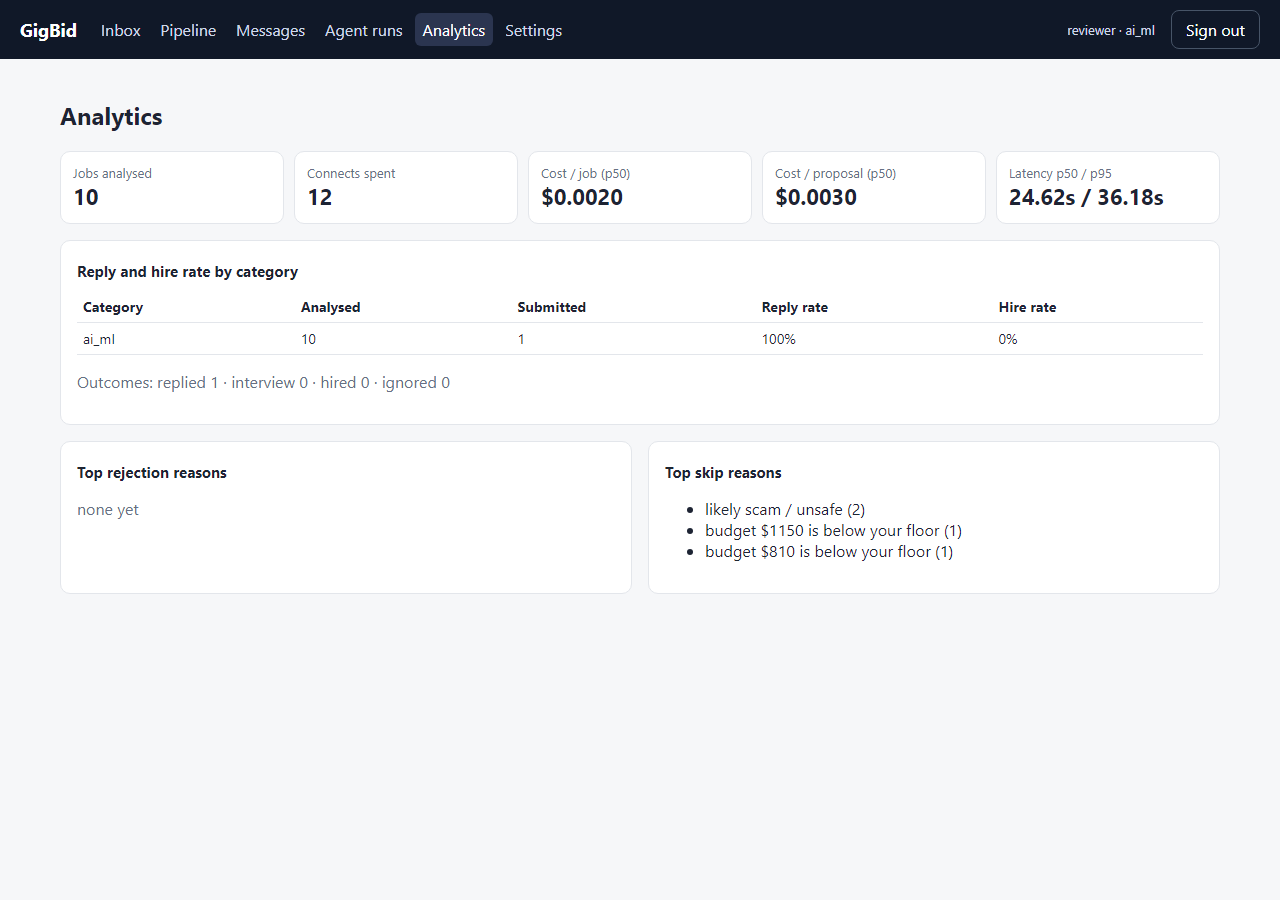 GigBid Inbox Pipeline Messages Agent runs Analytics Settings reviewer · ai_ml Sign out
Analytics
Jobs analysed Connects spent Cost / job (p50) Cost / proposal (p50) Latency p50 / p95
10 12 $0.0020 $0.0030 24.62s / 36.18s
Reply and hire rate by category
Category Analysed Submitted Reply rate Hire rate
ai_ml 10 1 100% 0%
Outcomes: replied 1 · interview 0 · hired 0 · ignored 0
Top rejection reasons
none yet
Top skip reasons
likely scam / unsafe (2)
budget $1150 is below your floor (1)
budget $810 is below your floor (1)